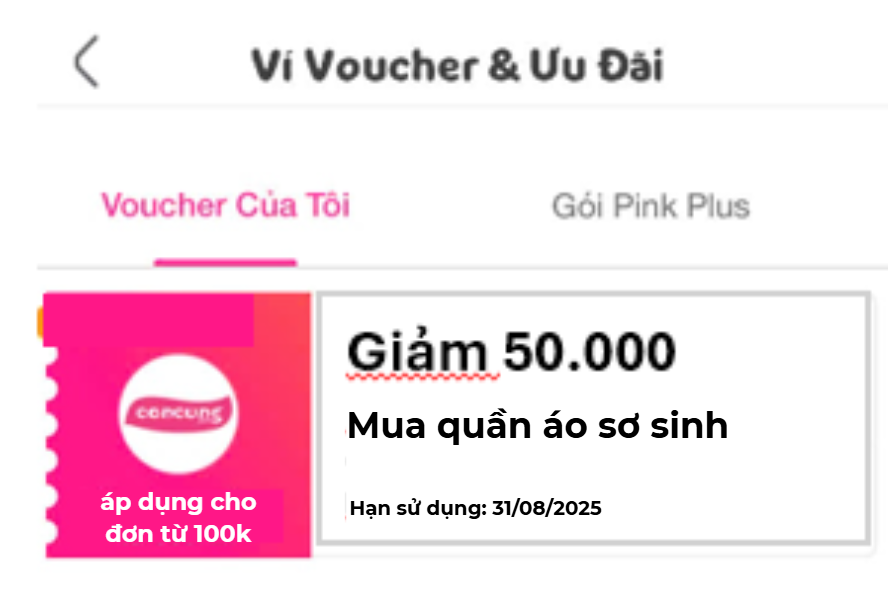 Ví Voucher & Ưu Đãi
Voucher Của Tôi
Gói Pink Plus
Giảm 50.000
Mua quần áo sơ sinh
Hạn sử dụng: 31/08/2025
concung
áp dụng cho
đơn từ 100k